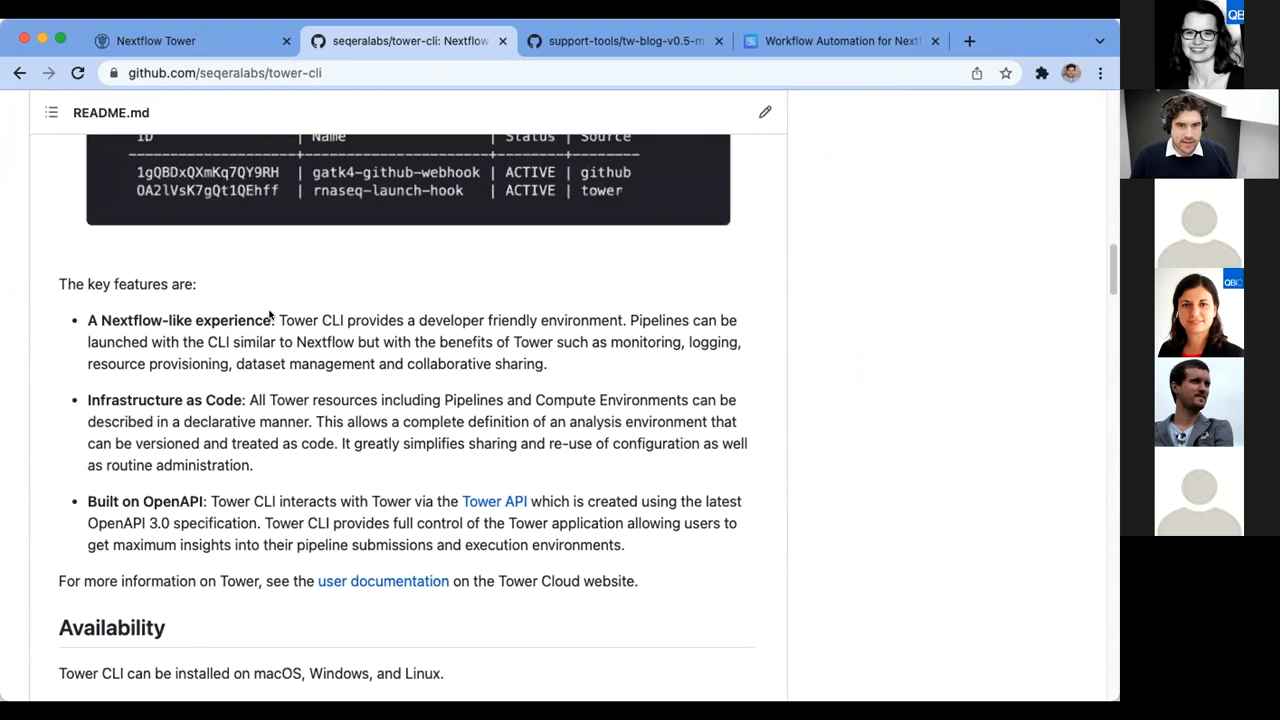 Nextflow Tower
seqeralabs/tower-cli: Nextflow
support-tools/tw-blog-v0.5-m
Workflow Automation for Next
github.com/seqeralabs/tower-cli
README.md
ID | Name | Status | Source
1gQBDxQXmKq7QY9RH | gatk4-github-webhook | ACTIVE | github
OA2lVsK7gQt1QEhff | rnaseq-launch-hook | ACTIVE | tower
The key features are:
• A Nextflow-like experience: Tower CLI provides a developer friendly environment. Pipelines can be
launched with the CLI similar to Nextflow but with the benefits of Tower such as monitoring, logging,
resource provisioning, dataset management and collaborative sharing.
• Infrastructure as Code: All Tower resources including Pipelines and Compute Environments can be
described in a declarative manner. This allows a complete definition of an analysis environment that
can be versioned and treated as code. It greatly simplifies sharing and re-use of configuration as well
as routine administration.
• Built on OpenAPI: Tower CLI interacts with Tower via the Tower API which is created using the latest
OpenAPI 3.0 specification. Tower CLI provides full control of the Tower application allowing users to
get maximum insights into their pipeline submissions and execution environments.
For more information on Tower, see the user documentation on the Tower Cloud website.
Availability
Tower CLI can be installed on macOS, Windows, and Linux.
QB
QBiC